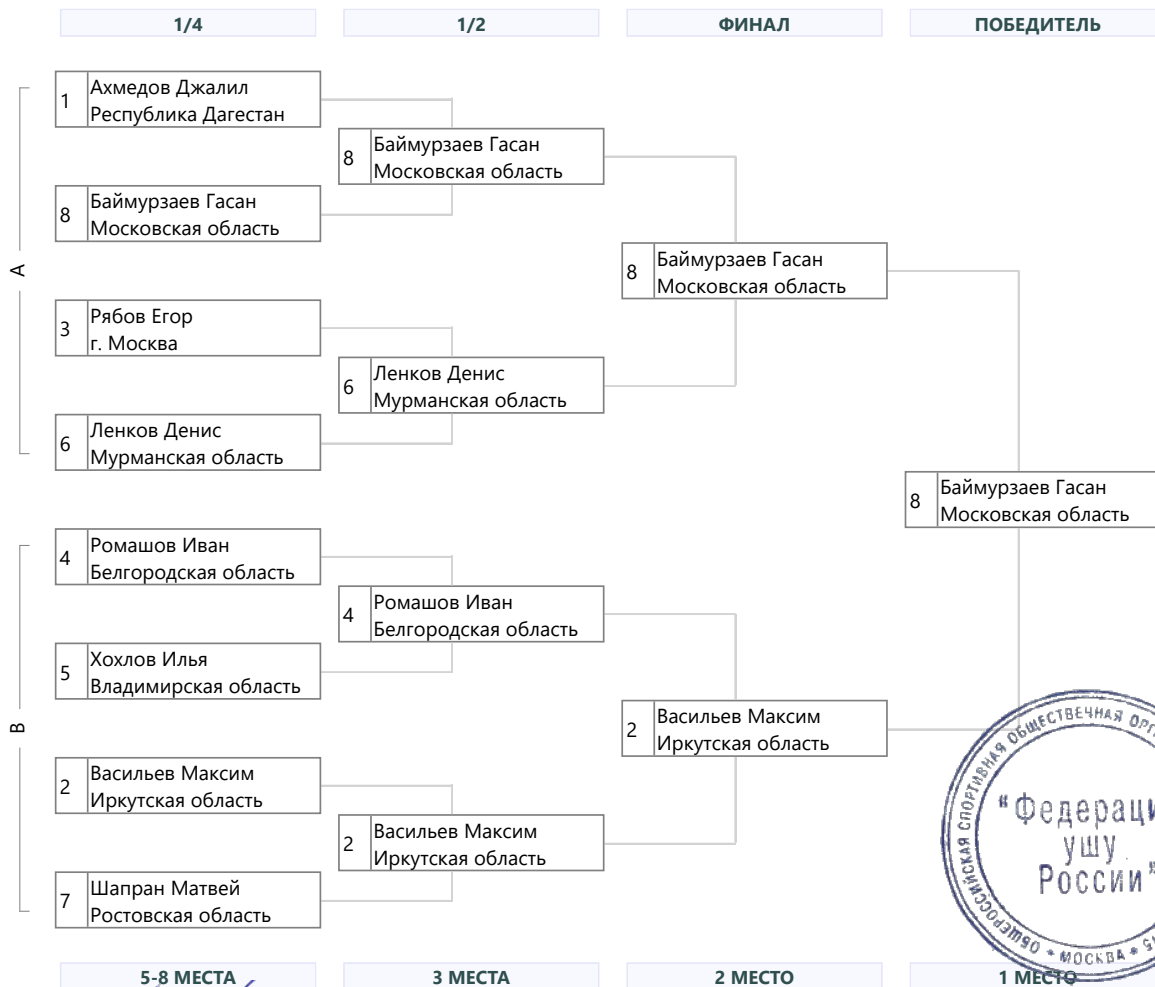 1/4
1/2
ФИНАЛ
ПОБЕДИТЕЛЬ
A
1
Ахмедов Джалил
Республика Дагестан
8
Баймурзаев Гасан
Московская область
8
Баймурзаев Гасан
Московская область
3
Рябов Егор
г. Москва
6
Ленков Денис
Мурманская область
6
Ленков Денис
Мурманская область
8
Баймурзаев Гасан
Московская область
B
4
Ромашов Иван
Белгородская область
5
Хохлов Илья
Владимирская область
4
Ромашов Иван
Белгородская область
2
Васильев Максим
Иркутская область
7
Шапран Матвей
Ростовская область
2
Васильев Максим
Иркутская область
2
Васильев Максим
Иркутская область
8
Баймурзаев Гасан
Московская область
ОБЩЕРОССИЙСКАЯ СПОРТИВНАЯ ОБЩЕСТВЕННАЯ
* МОСКВА *
"Федераци
ушу
России"
5-8 МЕСТА
3 МЕСТА
2 МЕСТО
1 МЕСТО